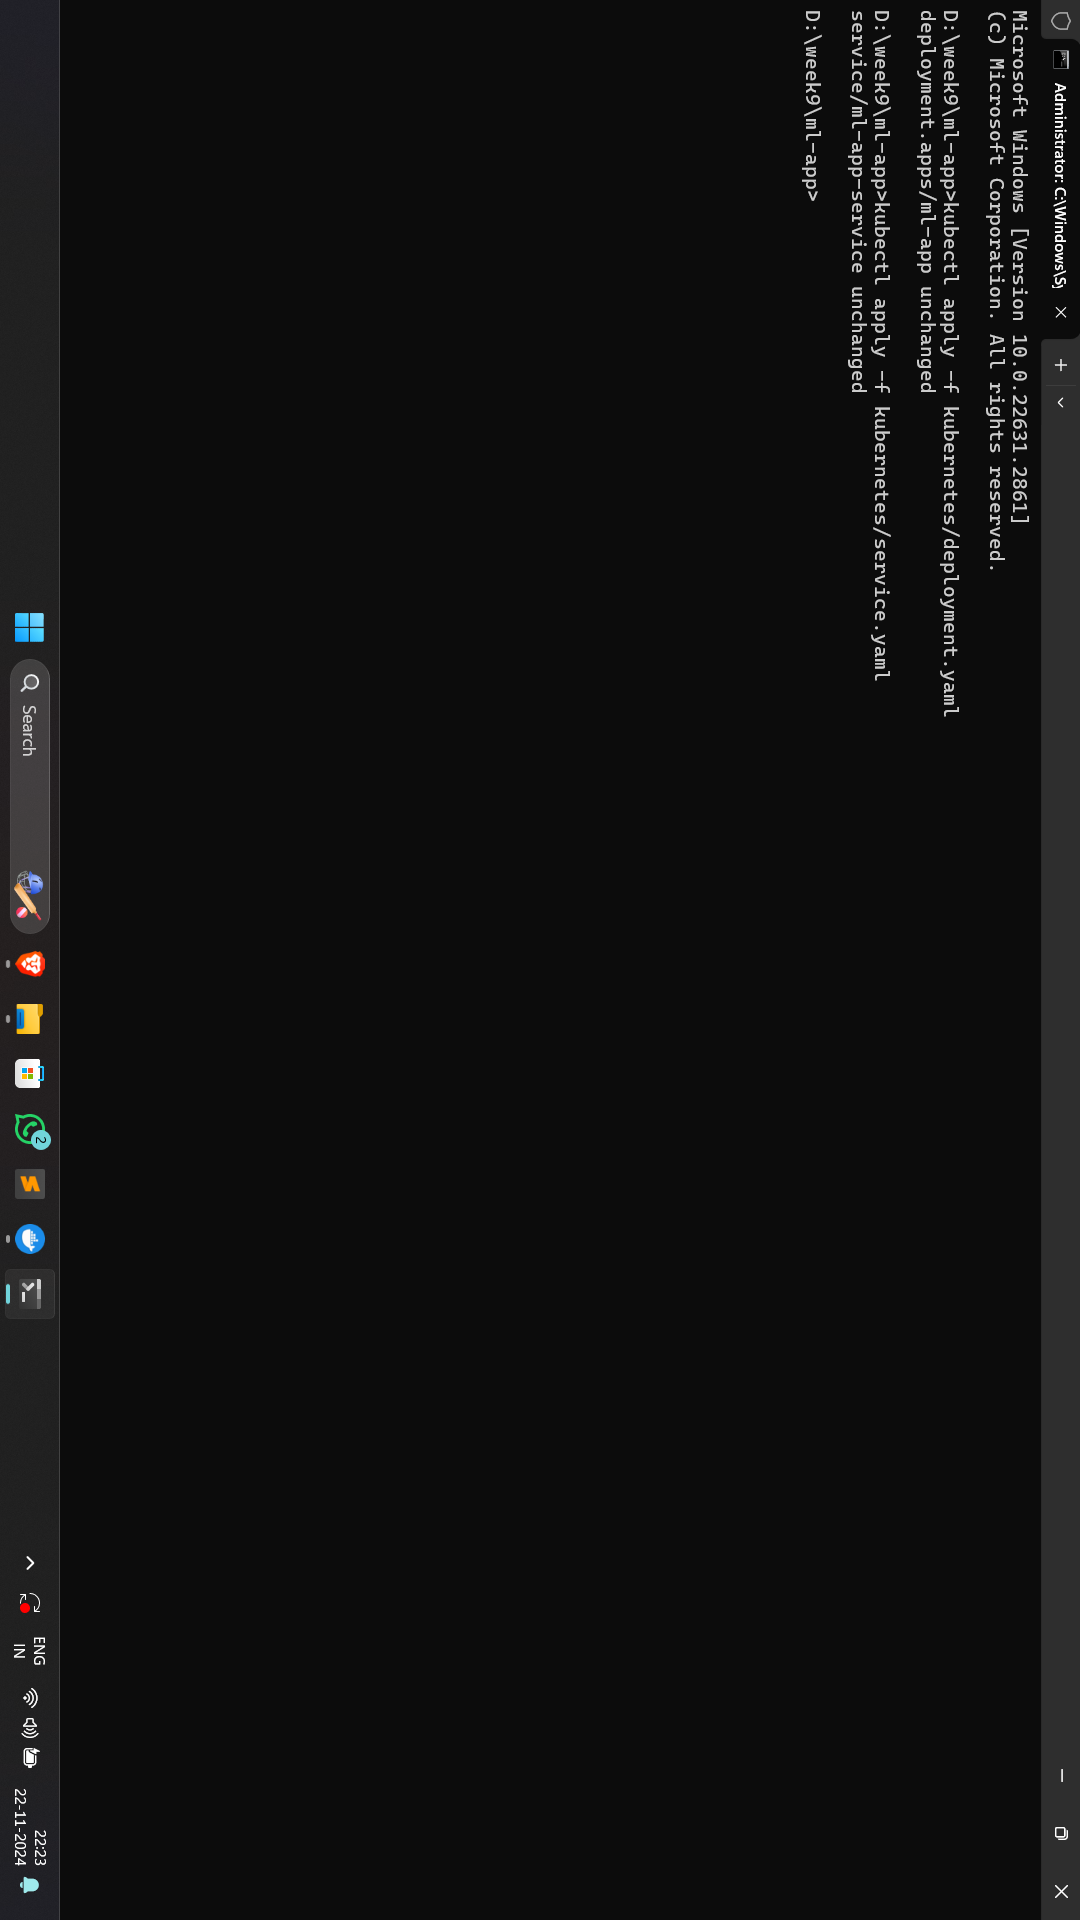 Administrator: C:\Windows\Sy
Microsoft Windows [Version 10.0.22631.2861]
(c) Microsoft Corporation. All rights reserved.
D:\week9\ml-app>kubectl apply -f kubernetes/deployment.yaml
deployment.apps/ml-app unchanged
D:\week9\ml-app>kubectl apply -f kubernetes/service.yaml
service/ml-app-service unchanged
D:\week9\ml-app>
Search
2
ENG
IN
22:23
22-11-2024